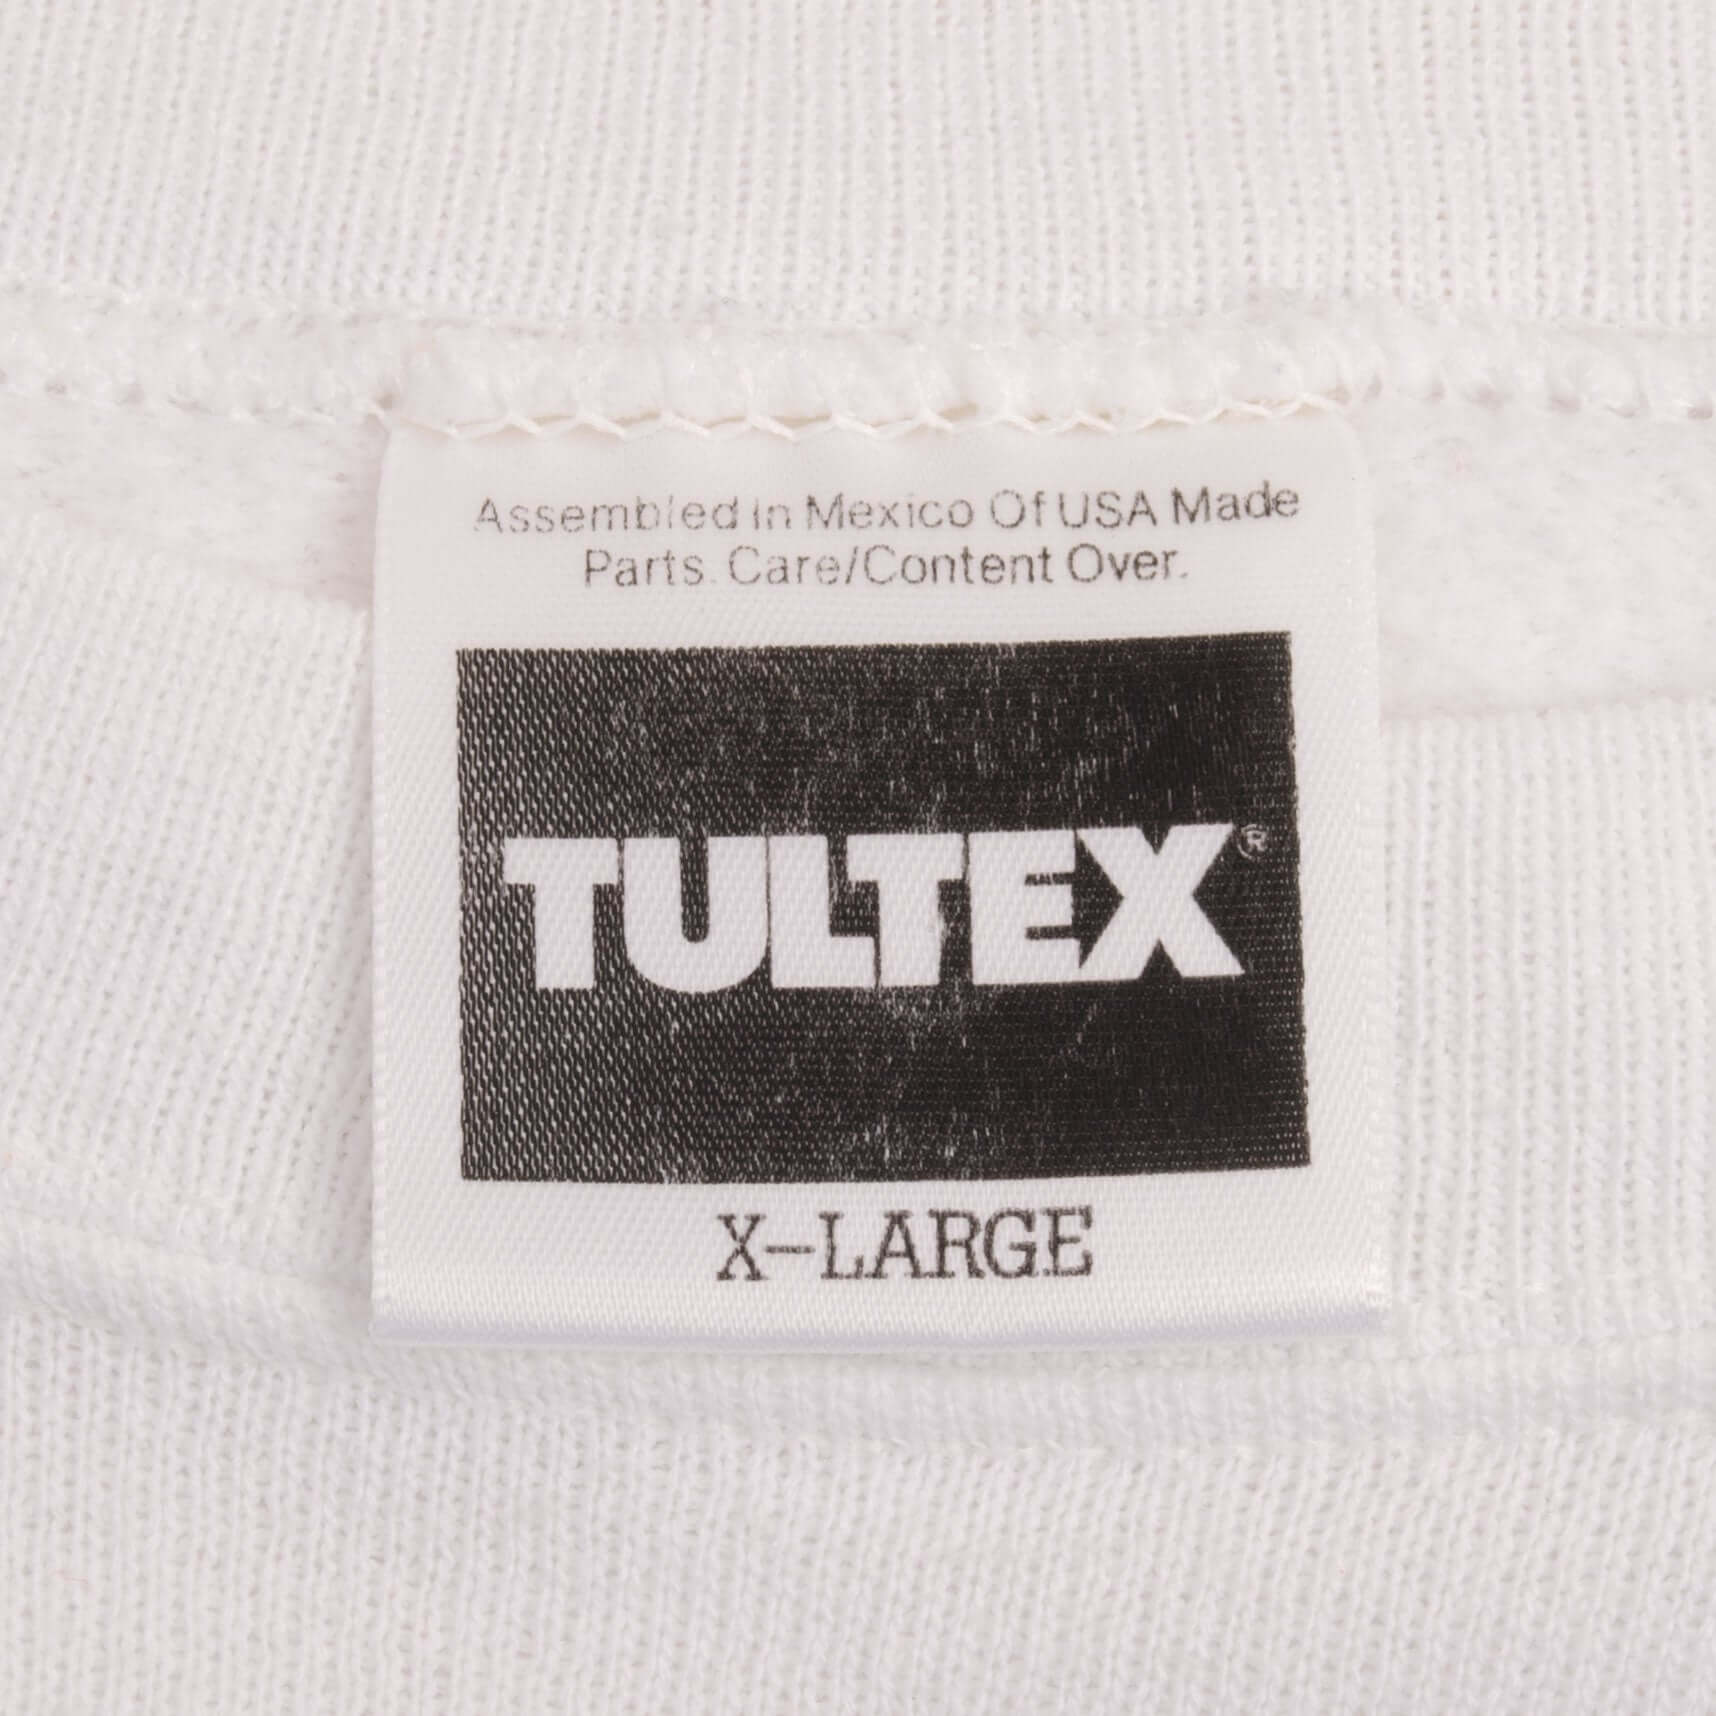 Assembled In Mexico Of USA Made
Parts. Care/Content Over.
TULTEX®
X-LARGE